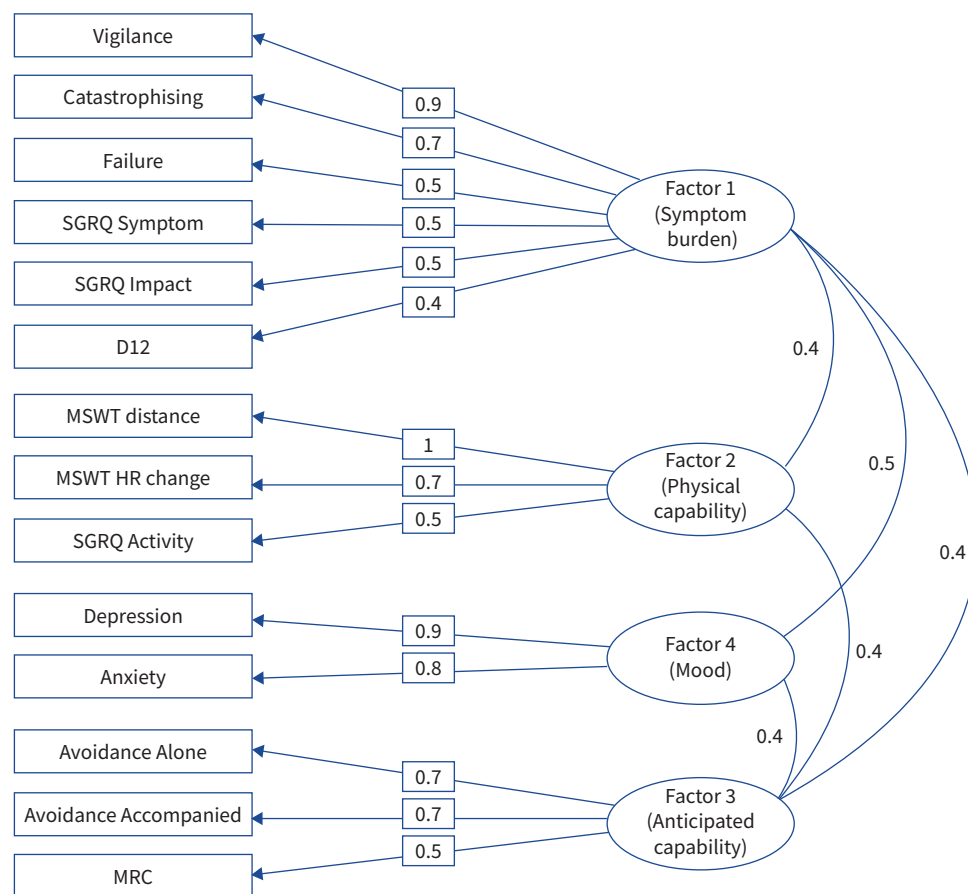 Vigilance
Catastrophising
Failure
SGRQ Symptom
SGRQ Impact
D12
MSWT distance
MSWT HR change
SGRQ Activity
Depression
Anxiety
Avoidance Alone
Avoidance Accompanied
MRC
0.9
0.7
0.5
0.5
0.5
0.4
1
0.7
0.5
0.9
0.8
0.7
0.7
0.5
Factor 1
(Symptom
burden)
Factor 2
(Physical
capability)
Factor 4
(Mood)
Factor 3
(Anticipated
capability)
0.4
0.5
0.4
0.4
0.4